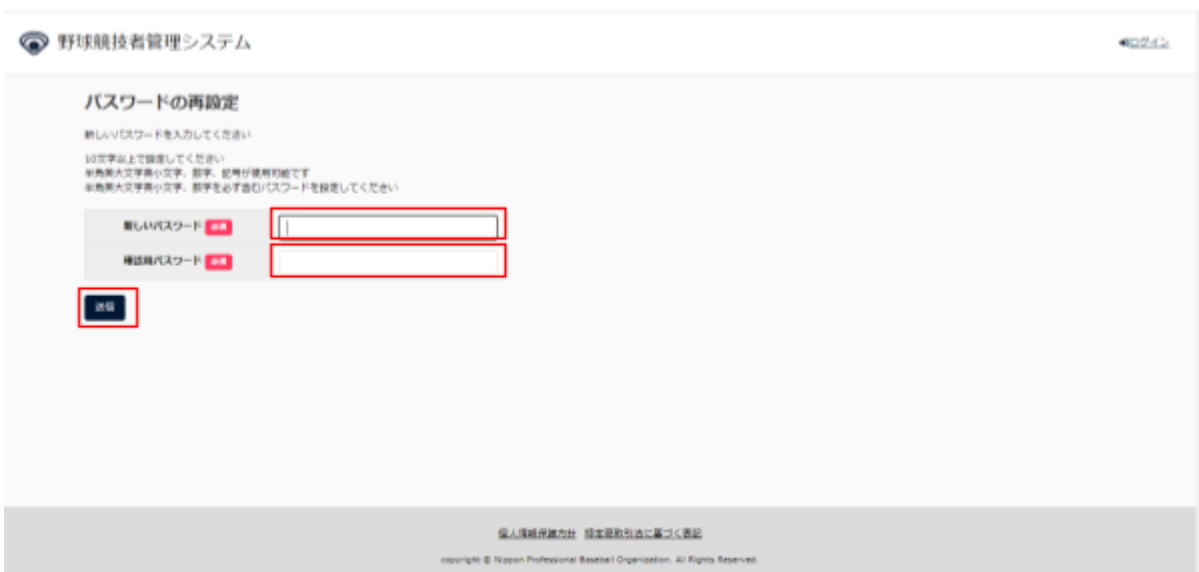 野球競技者管理システム
ログイン
パスワードの再設定
新しいパスワードを入力してください
10文字以上で設定してください
半角英大文字英小文字、数字、記号が使用可能です
半角英大文字英小文字、数字を必ず含むパスワードを設定してください
新しいパスワード 必須
確認用パスワード 必須
送信
個人情報保護方針 特定商取引法に基づく表記
copyright © Nippon Professional Baseball Organization. All Rights Reserved.